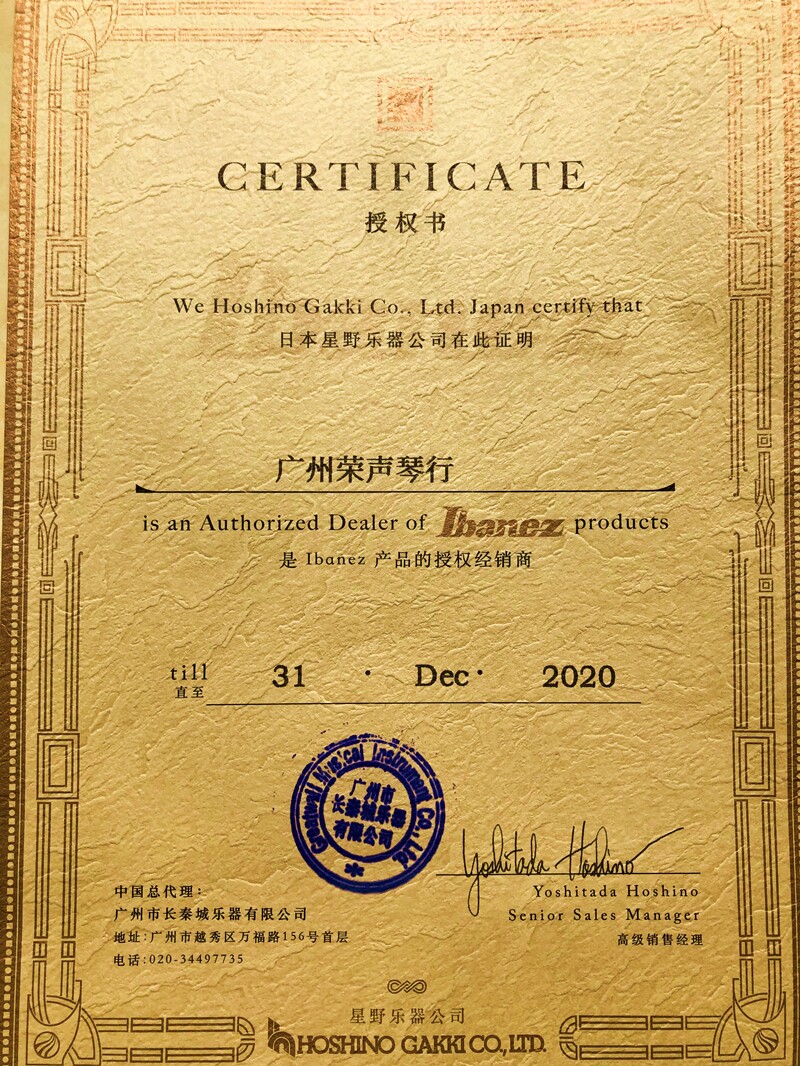 CERTIFICATE
授权书
We Hoshino Gakki Co., Ltd. Japan certify that
日本星野乐器公司在此证明
广州荣声琴行
is an Authorized Dealer of Ibanez products
是 Ibanez 产品的授权经销商
till 31 · Dec · 2020
直至
Musical Instrument Co., Ltd
广州市
长秦城乐器
有限公司
Yoshitada Hoshino
中国总代理:
广州市长秦城乐器有限公司
地址:广州市越秀区万福路156号首层
电话:020-34497735
Yoshitada Hoshino
Senior Sales Manager
高级销售经理
星野乐器公司
HOSHINO GAKKI CO., LTD.